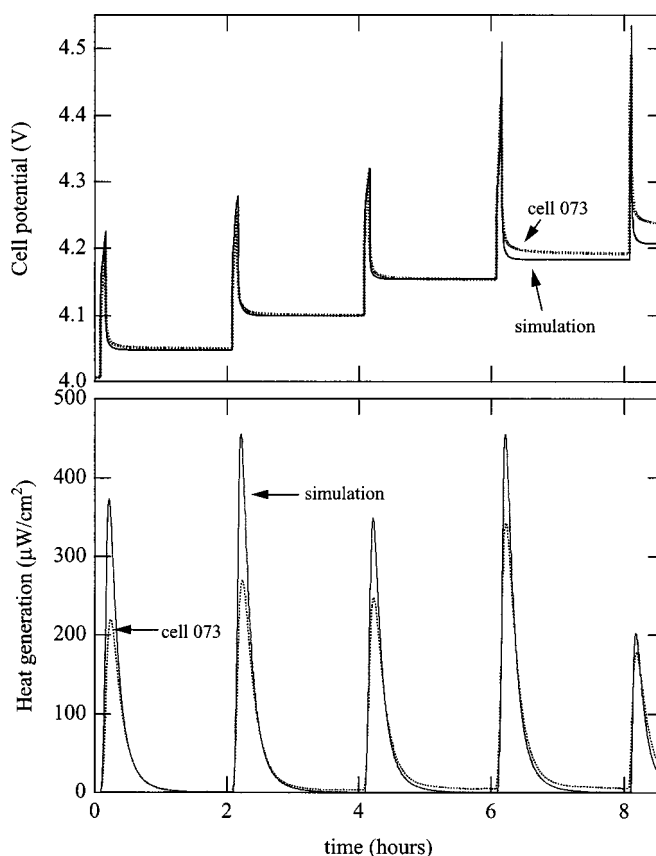 Cell potential (V)
4.5
4.4
4.3
4.2
4.1
4.0
cell 073
simulation
Heat generation (µW/cm²)
500
400
300
200
100
0
simulation
cell 073
0
2
4
6
8
time (hours)